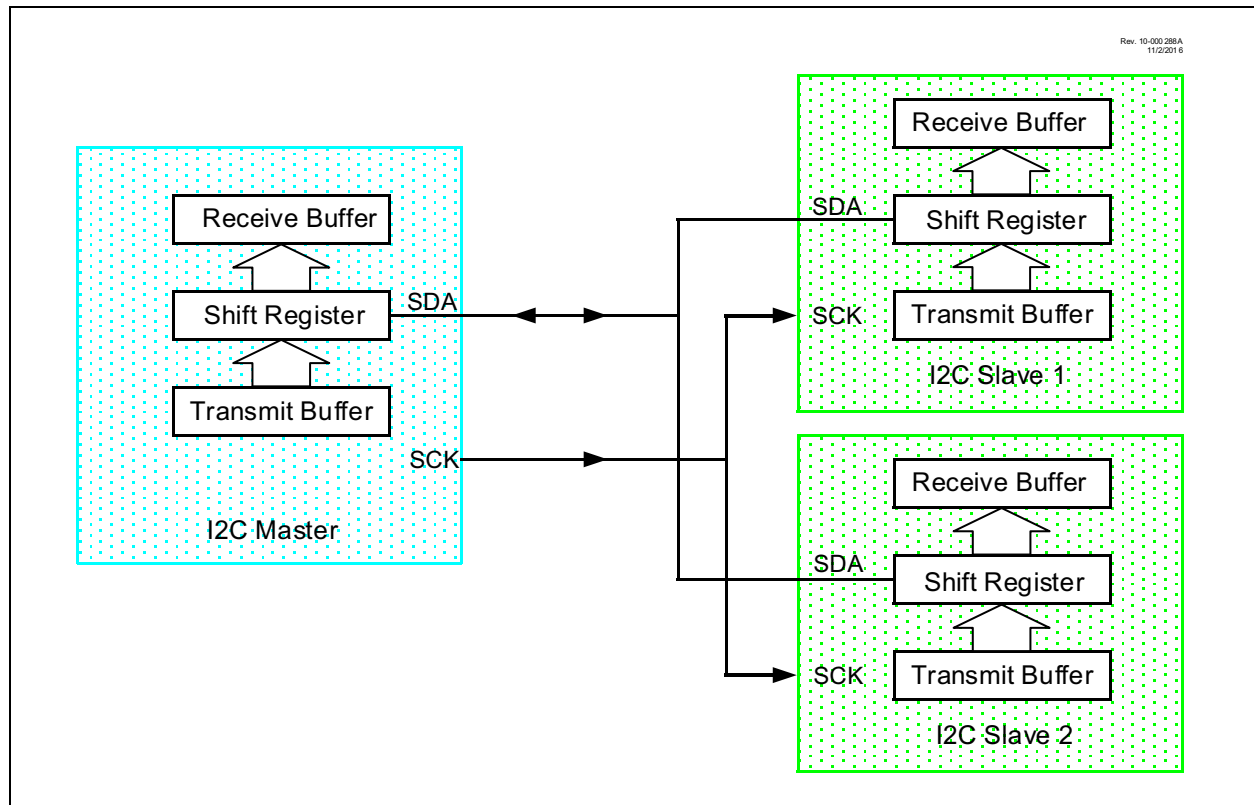 Rev. 10-000 288A
11/2/201 6
Receive Buffer
SDA
Shift Register
SCK
Transmit Buffer
I2C Slave 1
Receive Buffer
SDA
Shift Register
Transmit Buffer
SCK
I2C Master
Receive Buffer
SDA
Shift Register
SCK
Transmit Buffer
I2C Slave 2